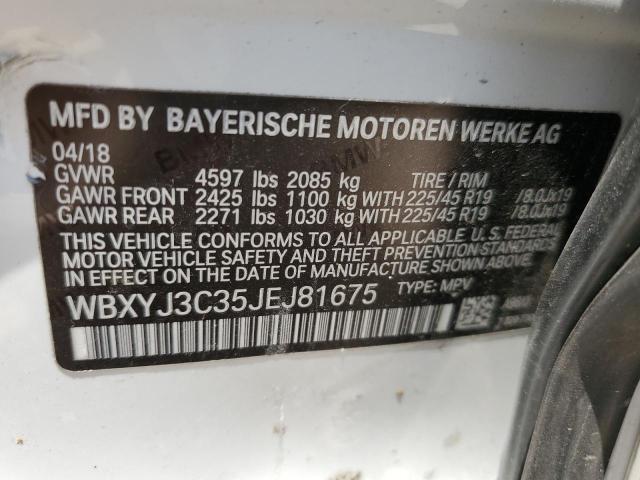 MFD BY BAYERISCHE MOTOREN WERKE AG
04/18
GVWR 4597 lbs 2085 kg TIRE / RIM
GAWR FRONT 2425 lbs 1100 kg WITH 225/45 R19 /8.0Jx19
GAWR REAR 2271 lbs 1030 kg WITH 225/45 R19 /8.0Jx19
THIS VEHICLE CONFORMS TO ALL APPLICABLE U.S. FEDERAL
MOTOR VEHICLE SAFETY AND THEFT PREVENTION STANDARDS
IN EFFECT ON THE DATE OF MANUFACTURE SHOWN ABOVE.
WBXYJ3C35JEJ81675 TYPE: MPV